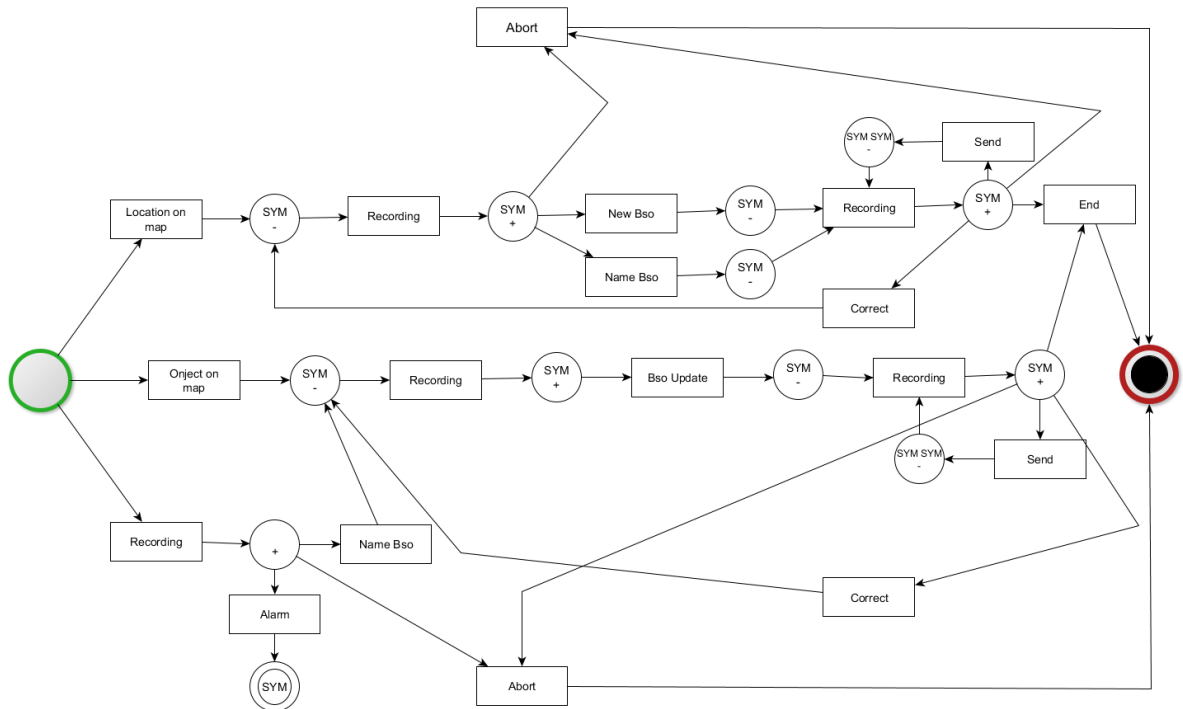 Abort
SYM SYM
-
Send
Location on
map
SYM
-
Recording
SYM
+
New Bso
SYM
-
Recording
SYM
+
End
Name Bso
SYM
-
Correct
Onject on
map
SYM
-
Recording
SYM
+
Bso Update
SYM
-
Recording
SYM
+
SYM SYM
-
Send
Recording
+
Name Bso
Alarm
Correct
SYM
Abort